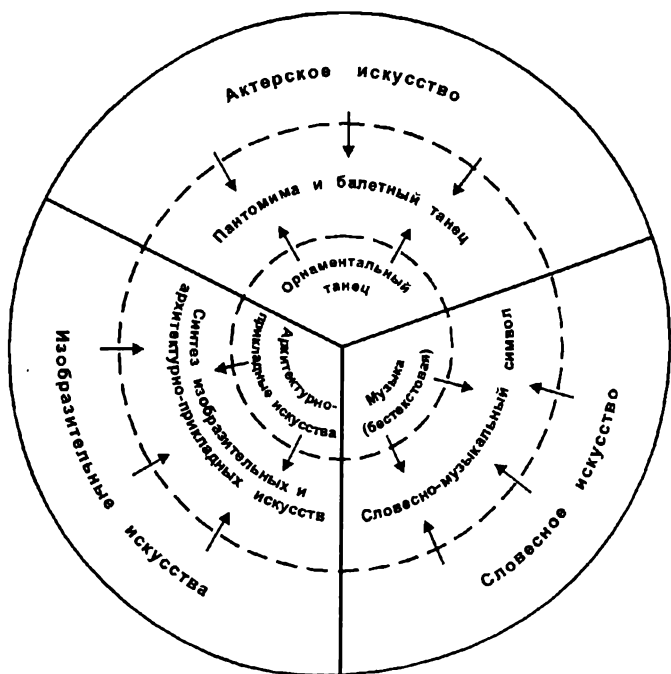 Актерское искусство
Пантомима и балетный танец
Орнаментальный
танец
Изобразительные искусства
Синтез изобразительных и
архитектурно-прикладных искусств
Архитектурно-
прикладные искусства
Музыка
(бестекстовая)
Словесно-музыкальный символ
Словесное искусство